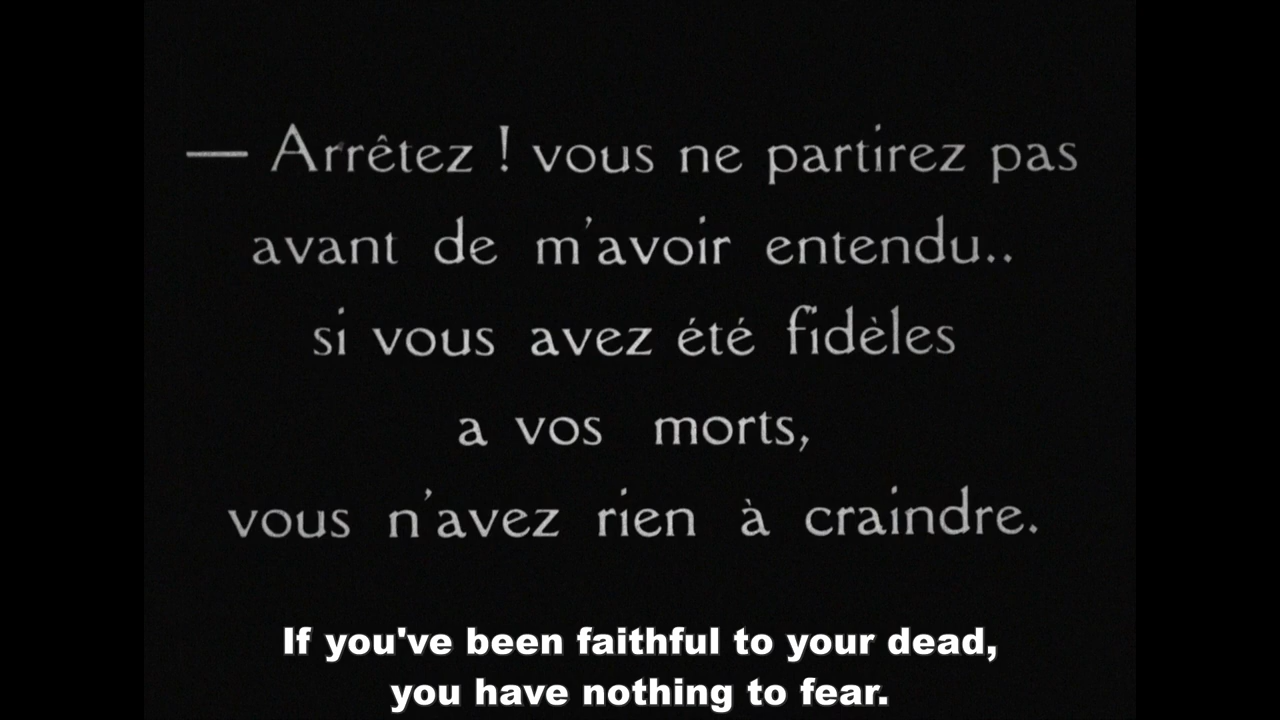 — Arrêtez ! vous ne partirez pas
avant de m'avoir entendu..
si vous avez été fidèles
a vos morts,
vous n'avez rien à craindre.
If you've been faithful to your dead,
you have nothing to fear.